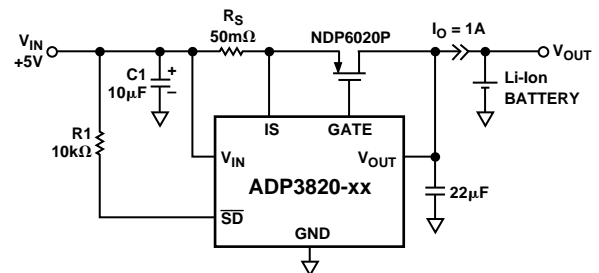 R_S
50mΩ
NDP6020P
I_O = 1A
V_IN
+5V
V_OUT
C1
10µF
+
–
Li-Ion
BATTERY
R1
10kΩ
IS
GATE
V_IN
V_OUT
ADP3820-xx
22µF
S̅D̅
GND